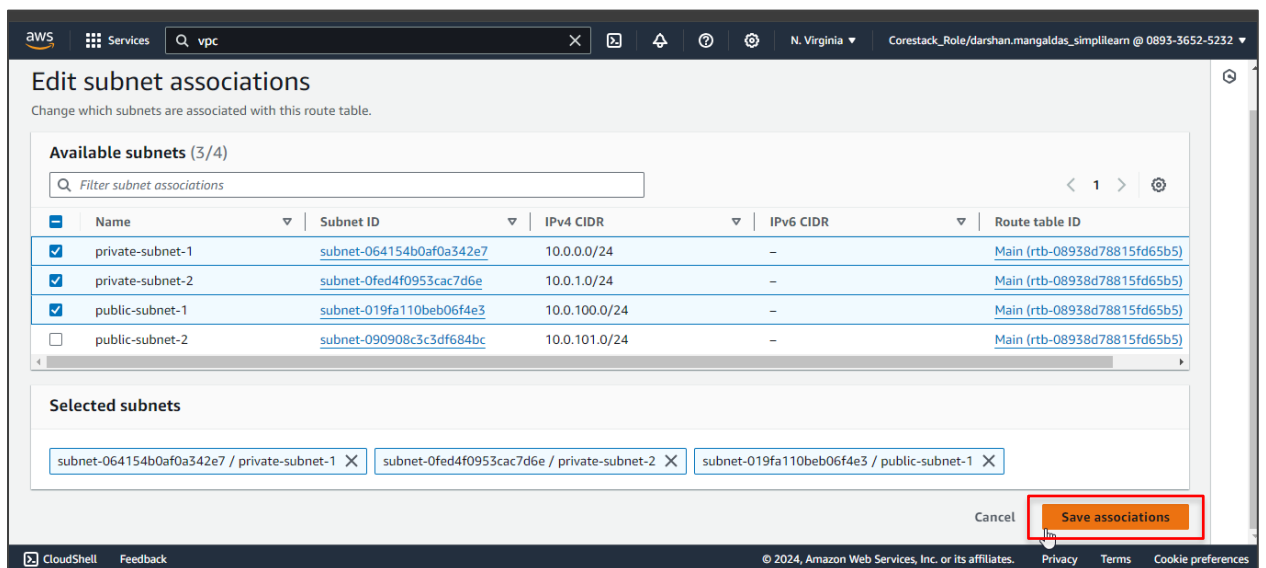 aws Services vpc N. Virginia Corestack_Role/darshan.mangaldas_simplilearn @ 0893-3652-5232
Edit subnet associations
Change which subnets are associated with this route table.
Available subnets (3/4)
Filter subnet associations 1
Name Subnet ID IPv4 CIDR IPv6 CIDR Route table ID
private-subnet-1 subnet-064154b0af0a342e7 10.0.0.0/24 – Main (rtb-08938d78815fd65b5)
private-subnet-2 subnet-0fed4f0953cac7d6e 10.0.1.0/24 – Main (rtb-08938d78815fd65b5)
public-subnet-1 subnet-019fa110beb06f4e3 10.0.100.0/24 – Main (rtb-08938d78815fd65b5)
public-subnet-2 subnet-090908c3c3df684bc 10.0.101.0/24 – Main (rtb-08938d78815fd65b5)
Selected subnets
subnet-064154b0af0a342e7 / private-subnet-1 subnet-0fed4f0953cac7d6e / private-subnet-2 subnet-019fa110beb06f4e3 / public-subnet-1
Cancel Save associations
CloudShell Feedback © 2024, Amazon Web Services, Inc. or its affiliates. Privacy Terms Cookie preferences